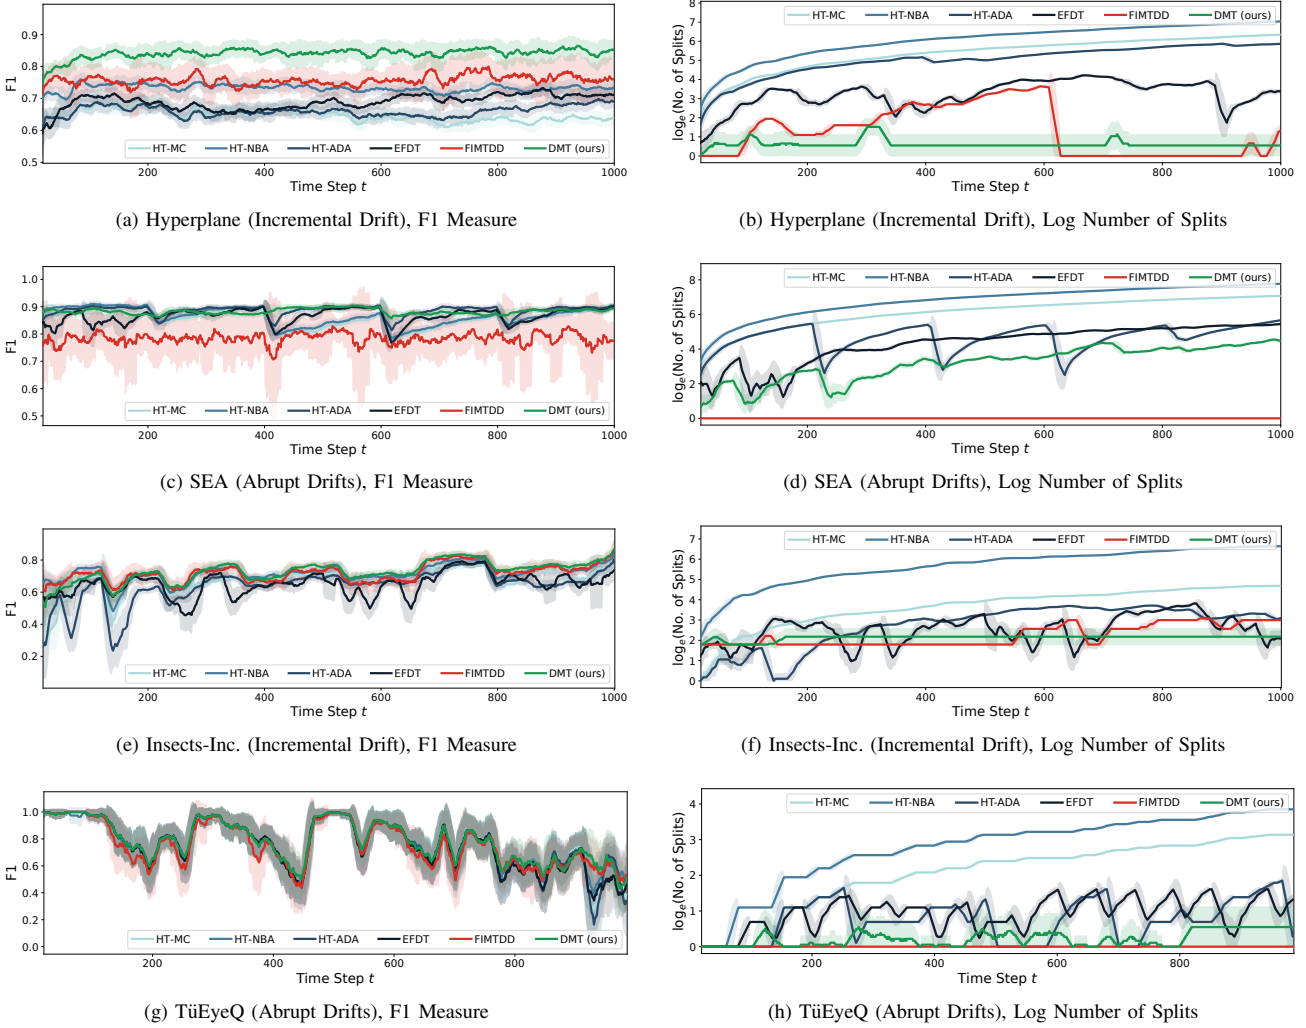 0.9
0.8
0.7
0.6
0.5
F1
HT-MC HT-NBA HT-ADA EFDT FIMTDD DMT (ours)
200 400 600 800 1000
Time Step t
(a) Hyperplane (Incremental Drift), F1 Measure
8
7
6
5
4
3
2
1
0
logₑ(No. of Splits)
HT-MC HT-NBA HT-ADA EFDT FIMTDD DMT (ours)
200 400 600 800 1000
Time Step t
(b) Hyperplane (Incremental Drift), Log Number of Splits
1.0
0.9
0.8
0.7
0.6
0.5
F1
HT-MC HT-NBA HT-ADA EFDT FIMTDD DMT (ours)
200 400 600 800 1000
Time Step t
(c) SEA (Abrupt Drifts), F1 Measure
8
6
4
2
0
logₑ(No. of Splits)
HT-MC HT-NBA HT-ADA EFDT FIMTDD DMT (ours)
200 400 600 800 1000
Time Step t
(d) SEA (Abrupt Drifts), Log Number of Splits
0.8
0.6
0.4
0.2
F1
HT-MC HT-NBA HT-ADA EFDT FIMTDD DMT (ours)
200 400 600 800 1000
Time Step t
(e) Insects-Inc. (Incremental Drift), F1 Measure
7
6
5
4
3
2
1
0
logₑ(No. of Splits)
HT-MC HT-NBA HT-ADA EFDT FIMTDD DMT (ours)
200 400 600 800 1000
Time Step t
(f) Insects-Inc. (Incremental Drift), Log Number of Splits
1.0
0.8
0.6
0.4
0.2
0.0
F1
HT-MC HT-NBA HT-ADA EFDT FIMTDD DMT (ours)
200 400 600 800
Time Step t
(g) TüEyeQ (Abrupt Drifts), F1 Measure
4
3
2
1
0
logₑ(No. of Splits)
HT-MC HT-NBA HT-ADA EFDT FIMTDD DMT (ours)
200 400 600 800
Time Step t
(h) TüEyeQ (Abrupt Drifts), Log Number of Splits